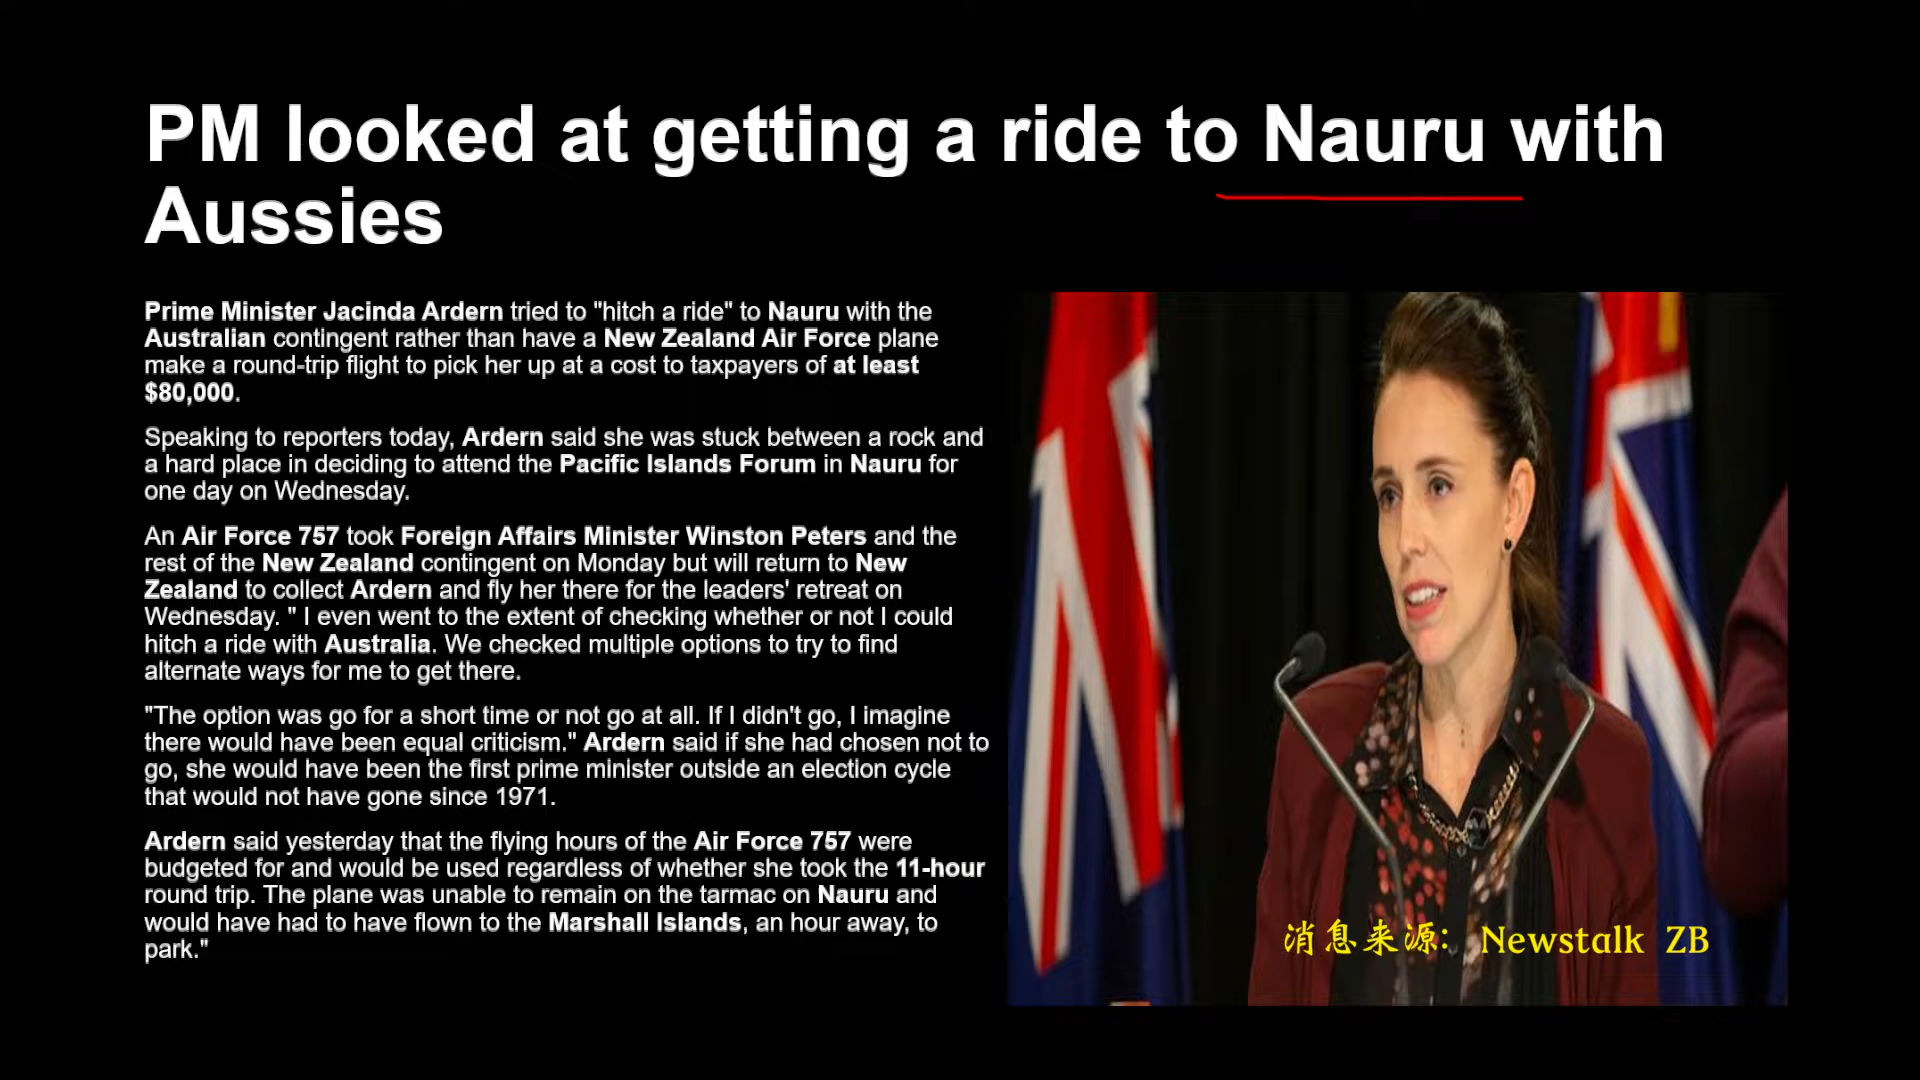 PM looked at getting a ride to Nauru with
Aussies
Prime Minister Jacinda Ardern tried to "hitch a ride" to Nauru with the
Australian contingent rather than have a New Zealand Air Force plane
make a round-trip flight to pick her up at a cost to taxpayers of at least
$80,000.
Speaking to reporters today, Ardern said she was stuck between a rock and
a hard place in deciding to attend the Pacific Islands Forum in Nauru for
one day on Wednesday.
An Air Force 757 took Foreign Affairs Minister Winston Peters and the
rest of the New Zealand contingent on Monday but will return to New
Zealand to collect Ardern and fly her there for the leaders' retreat on
Wednesday. " I even went to the extent of checking whether or not I could
hitch a ride with Australia. We checked multiple options to try to find
alternate ways for me to get there.
"The option was go for a short time or not go at all. If I didn't go, I imagine
there would have been equal criticism." Ardern said if she had chosen not to
go, she would have been the first prime minister outside an election cycle
that would not have gone since 1971.
Ardern said yesterday that the flying hours of the Air Force 757 were
budgeted for and would be used regardless of whether she took the 11-hour
round trip. The plane was unable to remain on the tarmac on Nauru and
would have had to have flown to the Marshall Islands, an hour away, to
park."
消息来源: Newstalk ZB